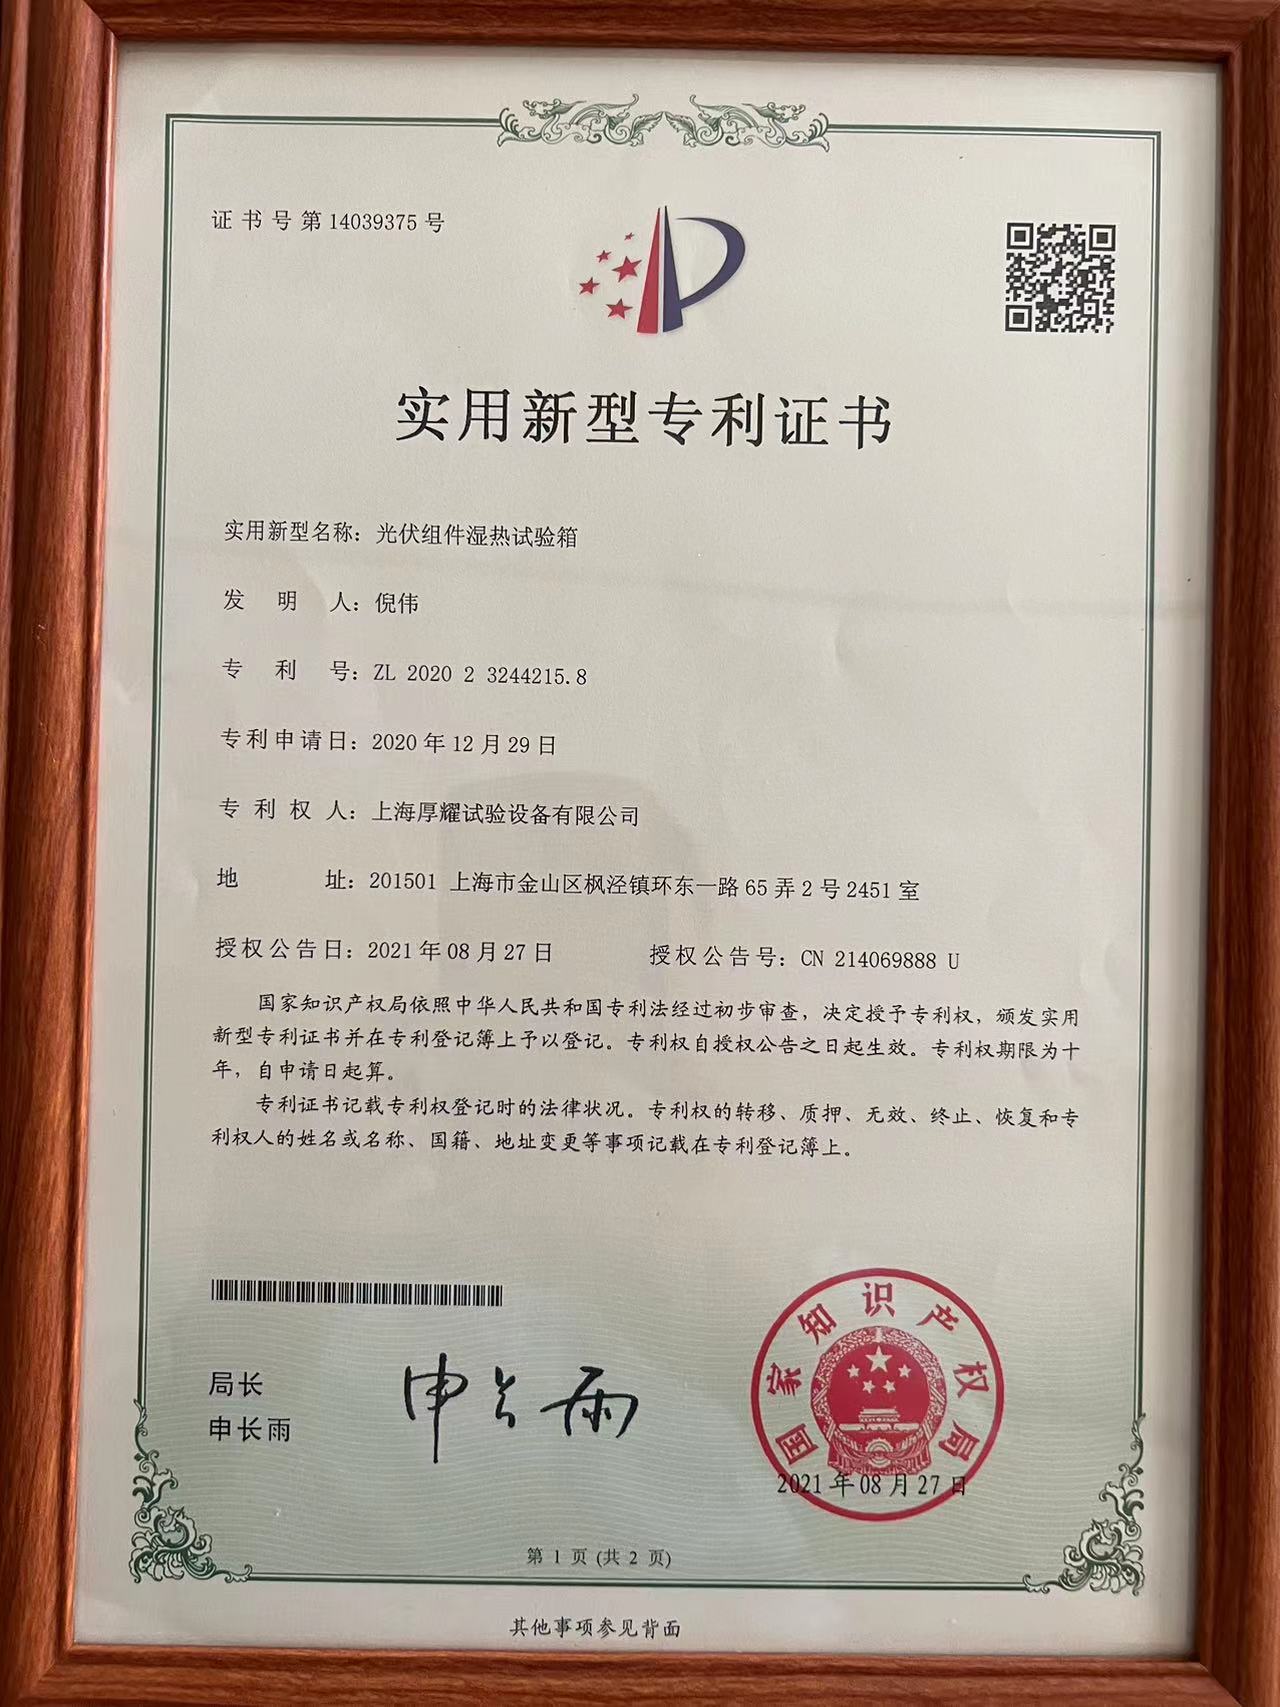 证书号第14039375号
实用新型专利证书
实用新型名称：光伏组件湿热试验箱
发明人：倪伟
专利号：ZL 2020 2 3244215.8
专利申请日：2020年12月29日
专利权人：上海厚耀试验设备有限公司
地址：201501 上海市金山区枫泾镇环东一路65弄2号2451室
授权公告日：2021年08月27日 授权公告号：CN 214069888 U
国家知识产权局依照中华人民共和国专利法经过初步审查，决定授予专利权，颁发实用
新型专利证书并在专利登记簿上予以登记。专利权自授权公告之日起生效。专利权期限为十
年，自申请日起算。
专利证书记载专利权登记时的法律状况。专利权的转移、质押、无效、终止、恢复和专
利权人的姓名或名称、国籍、地址变更等事项记载在专利登记簿上。
局长
申长雨
申长雨
国家知识产权局
2021年08月27日
第 1 页 (共 2 页)
其他事项参见背面